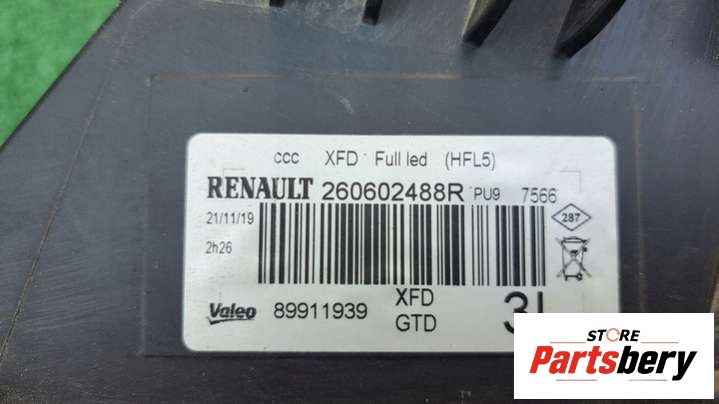 ccc XFD Full led (HFL5)
RENAULT 260602488R PU9 7566
21/11/19
287
2h26
XFD
Valeo 89911939
GTD
STORE
Partsbery